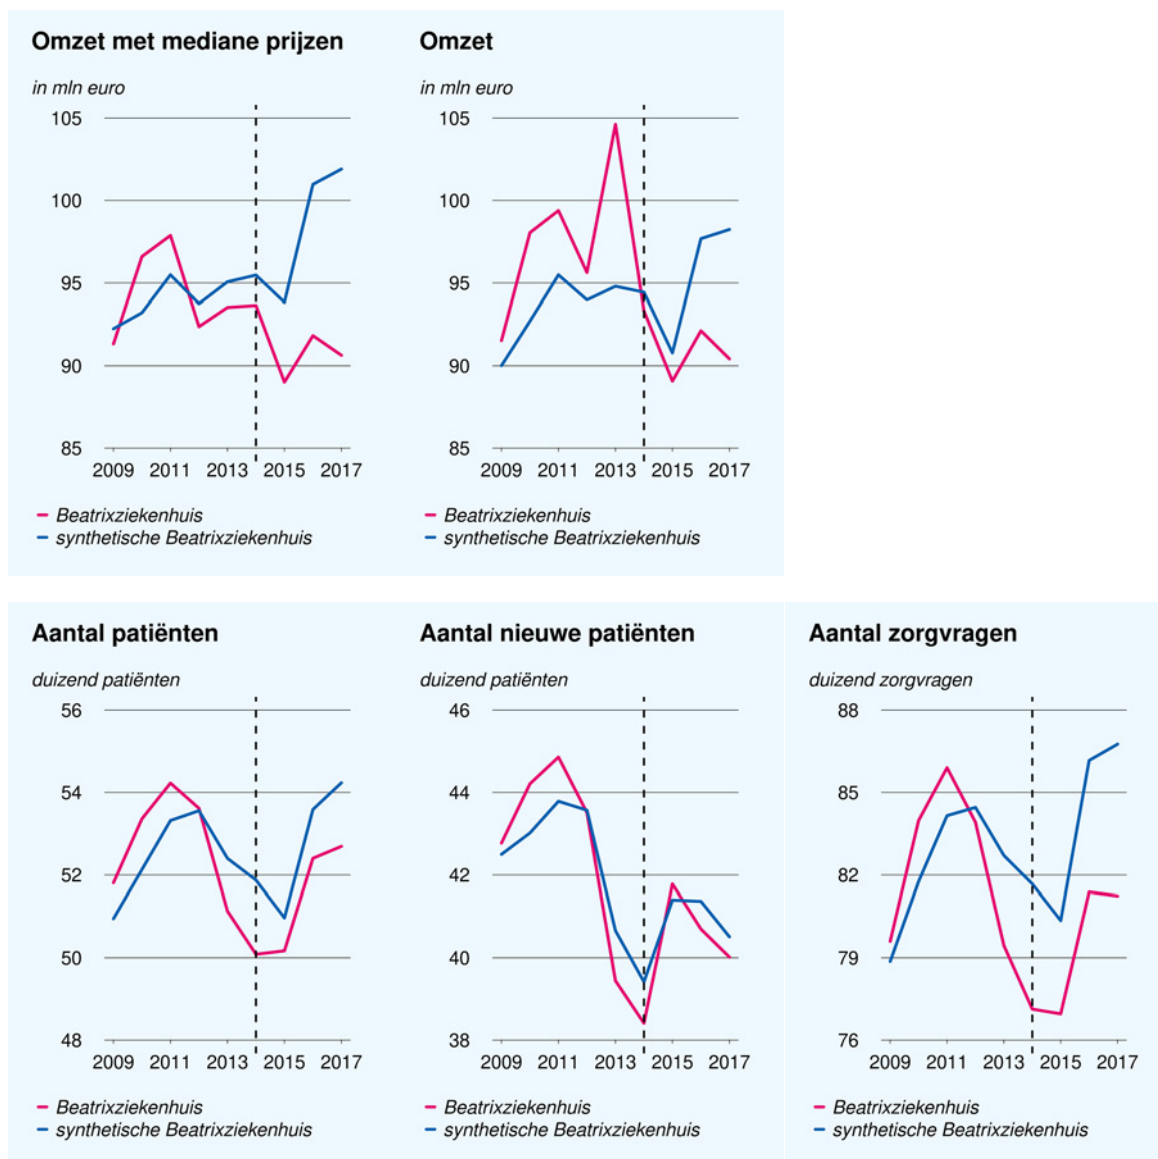 Omzet met mediane prijzen
in mln euro
105
100
95
90
85
2009 2011 2013 2015 2017
Beatrixziekenhuis
synthetische Beatrixziekenhuis
Omzet
in mln euro
105
100
95
90
85
2009 2011 2013 2015 2017
Beatrixziekenhuis
synthetische Beatrixziekenhuis
Aantal patiënten
duizend patiënten
56
54
52
50
48
2009 2011 2013 2015 2017
Beatrixziekenhuis
synthetische Beatrixziekenhuis
Aantal nieuwe patiënten
duizend patiënten
46
44
42
40
38
2009 2011 2013 2015 2017
Beatrixziekenhuis
synthetische Beatrixziekenhuis
Aantal zorgvragen
duizend zorgvragen
88
85
82
79
76
2009 2011 2013 2015 2017
Beatrixziekenhuis
synthetische Beatrixziekenhuis